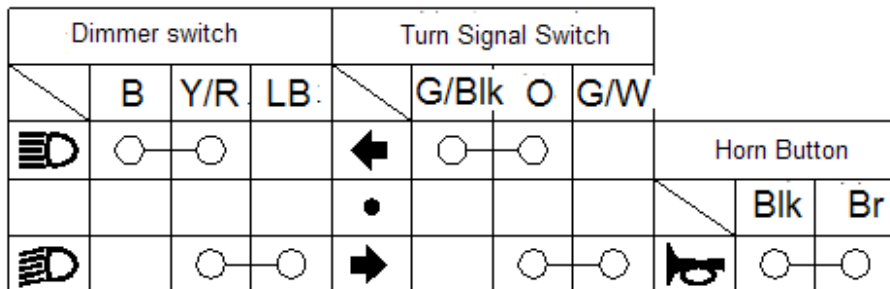 Dimmer switch Turn Signal Switch
B Y/R LB G/Blk O G/W
Horn Button
Blk Br